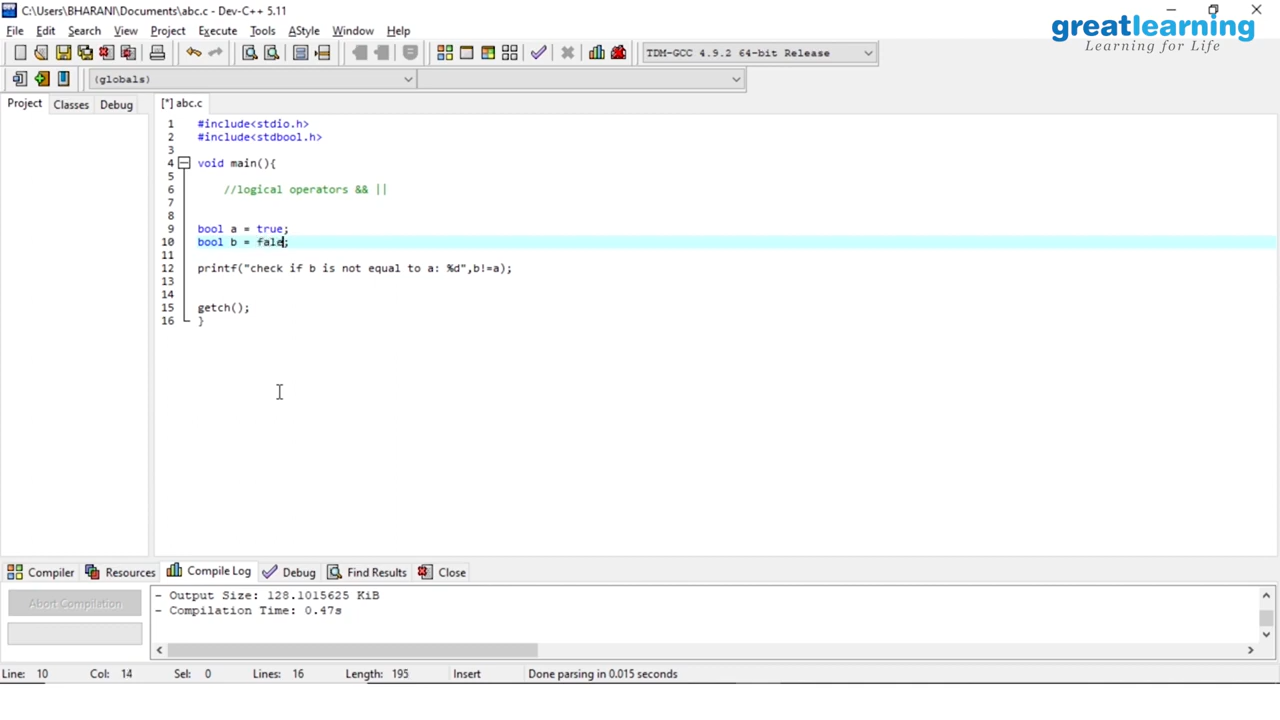 C:\Users\BHARANI\Documents\abc.c - Dev-C++ 5.11
greatlearning
Learning for Life
File Edit Search View Project Execute Tools AStyle Window Help
TDM-GCC 4.9.2 64-bit Release
(globals)
Project Classes Debug [*] abc.c
1 #include<stdio.h>
2 #include<stdbool.h>
3
4 void main(){
5
6 //logical operators && ||
7
8
9 bool a = true;
10 bool b = fale;
11
12 printf("check if b is not equal to a: %d",b!=a);
13
14
15 getch();
16 }
Compiler Resources Compile Log Debug Find Results Close
Abort Compilation
- Output Size: 128.1015625 KiB
- Compilation Time: 0.47s
Line: 10 Col: 14 Sel: 0 Lines: 16 Length: 195 Insert Done parsing in 0.015 seconds